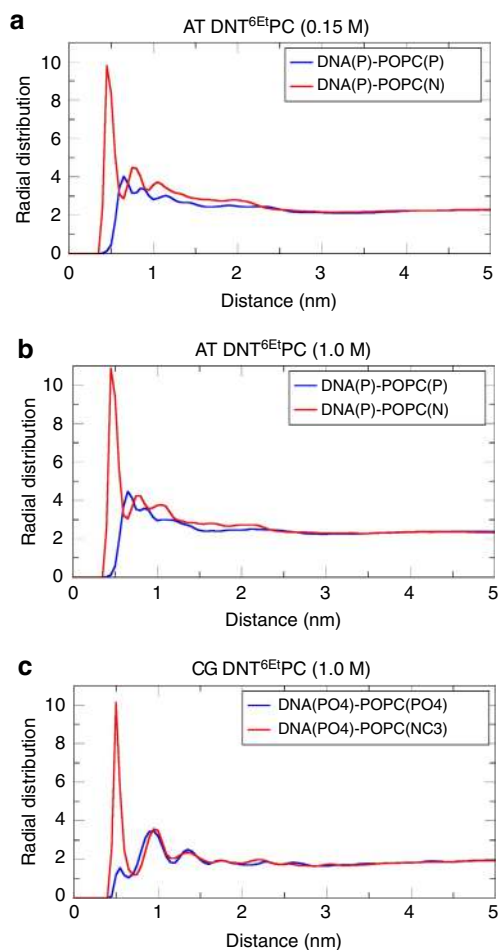 a
AT DNT6EtPC (0.15 M)
DNA(P)-POPC(P)
DNA(P)-POPC(N)
Radial distribution
10
8
6
4
2
0
0 1 2 3 4 5
Distance (nm)
b
AT DNT6EtPC (1.0 M)
DNA(P)-POPC(P)
DNA(P)-POPC(N)
Radial distribution
10
8
6
4
2
0
0 1 2 3 4 5
Distance (nm)
c
CG DNT6EtPC (1.0 M)
DNA(PO4)-POPC(PO4)
DNA(PO4)-POPC(NC3)
Radial distribution
10
8
6
4
2
0
0 1 2 3 4 5
Distance (nm)